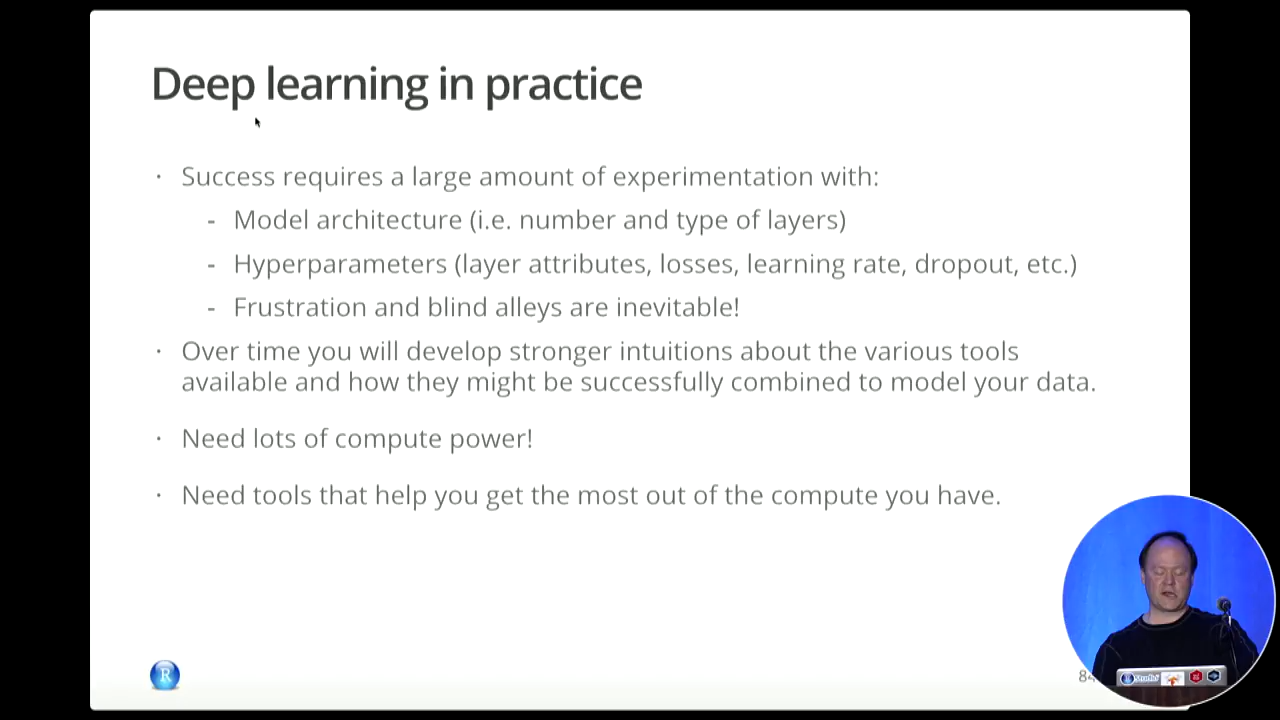 Deep learning in practice
· Success requires a large amount of experimentation with:
- Model architecture (i.e. number and type of layers)
- Hyperparameters (layer attributes, losses, learning rate, dropout, etc.)
- Frustration and blind alleys are inevitable!
· Over time you will develop stronger intuitions about the various tools
available and how they might be successfully combined to model your data.
· Need lots of compute power!
· Need tools that help you get the most out of the compute you have.
R